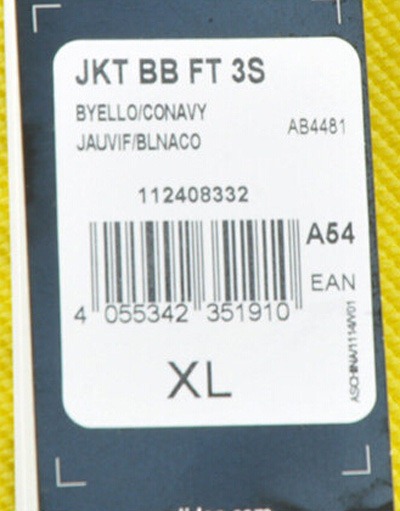 JKT BB FT 3S
BYELLO/CONAVY
JAUVIF/BLNACO
AB4481
112408332
A54
EAN
4 055342 351910
XL